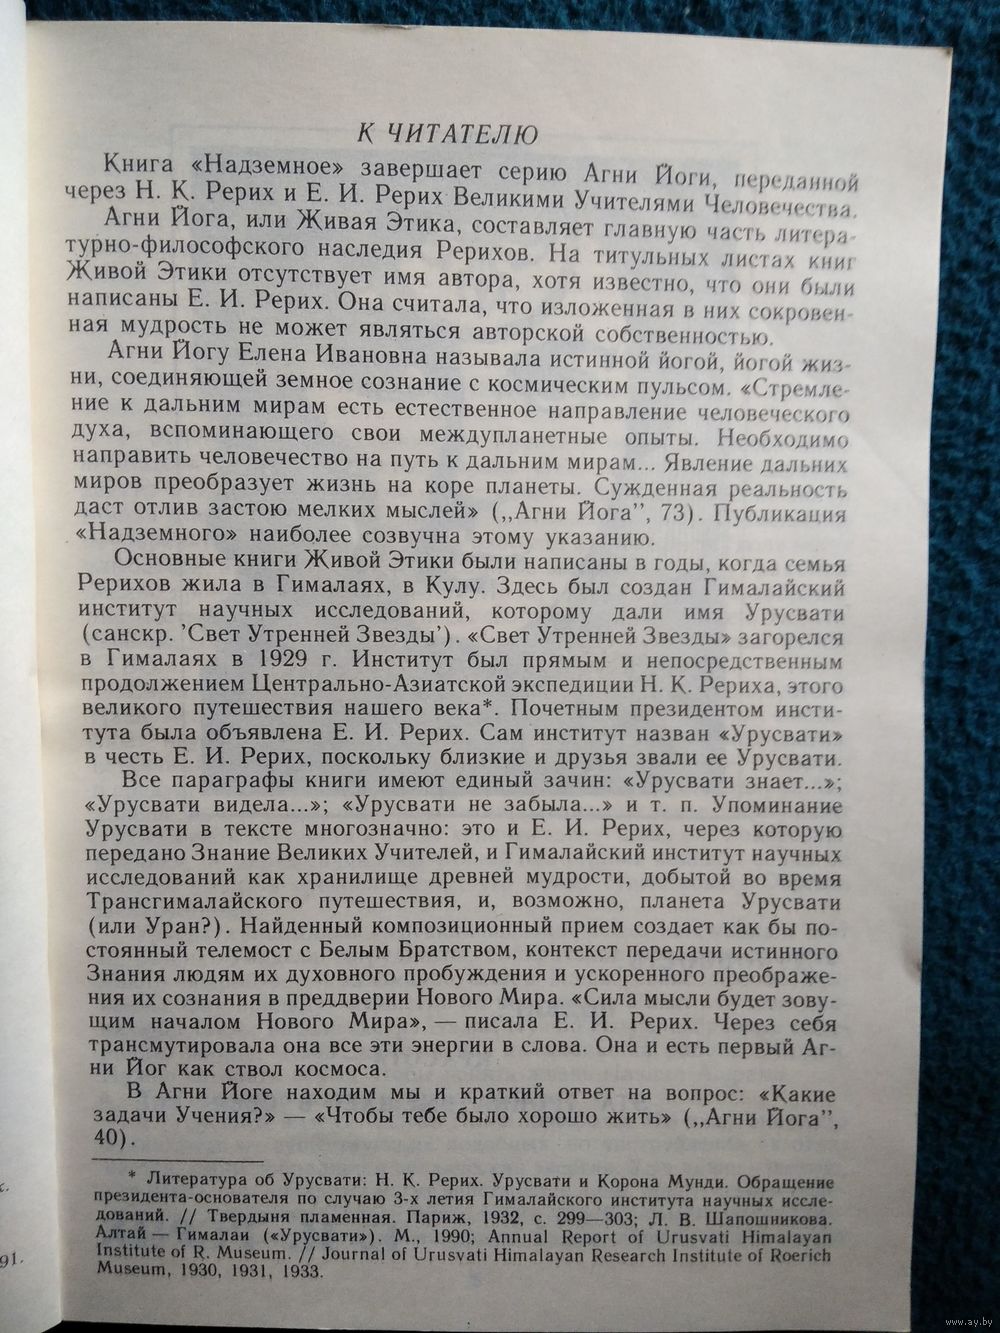 К ЧИТАТЕЛЮ
Книга «Надземное» завершает серию Агни Йоги, переданной
через Н. К. Рерих и Е. И. Рерих Великими Учителями Человечества.
Агни Йога, или Живая Этика, составляет главную часть литера-
турно-философского наследия Рерихов. На титульных листах книг
Живой Этики отсутствует имя автора, хотя известно, что они были
написаны Е. И. Рерих. Она считала, что изложенная в них сокровен-
ная мудрость не может являться авторской собственностью.
Агни Йогу Елена Ивановна называла истинной йогой, йогой жиз-
ни, соединяющей земное сознание с космическим пульсом. «Стремле-
ние к дальним мирам есть естественное направление человеческого
духа, вспоминающего свои междупланетные опыты. Необходимо
направить человечество на путь к дальним мирам... Явление дальних
миров преобразует жизнь на коре планеты. Сужденная реальность
даст отлив застою мелких мыслей» („Агни Йога”, 73). Публикация
«Надземного» наиболее созвучна этому указанию.
Основные книги Живой Этики были написаны в годы, когда семья
Рерихов жила в Гималаях, в Кулу. Здесь был создан Гималайский
институт научных исследований, которому дали имя Урусвати
(санскр. 'Свет Утренней Звезды'). «Свет Утренней Звезды» загорелся
в Гималаях в 1929 г. Институт был прямым и непосредственным
продолжением Центрально-Азиатской экспедиции Н. К. Рериха, этого
великого путешествия нашего века*. Почетным президентом инсти-
тута была объявлена Е. И. Рерих. Сам институт назван «Урусвати»
в честь Е. И. Рерих, поскольку близкие и друзья звали ее Урусвати.
Все параграфы книги имеют единый зачин: «Урусвати знает...»;
«Урусвати видела...»; «Урусвати не забыла...» и т. п. Упоминание
Урусвати в тексте многозначно: это и Е. И. Рерих, через которую
передано Знание Великих Учителей, и Гималайский институт научных
исследований как хранилище древней мудрости, добытой во время
Трансгималайского путешествия, и, возможно, планета Урусвати
(или Уран?). Найденный композиционный прием создает как бы по-
стоянный телемост с Белым Братством, контекст передачи истинного
Знания людям их духовного пробуждения и ускоренного преображе-
ния их сознания в преддверии Нового Мира. «Сила мысли будет зову-
щим началом Нового Мира», — писала Е. И. Рерих. Через себя
трансмутировала она все эти энергии в слова. Она и есть первый Аг-
ни Йог как ствол космоса.
В Агни Йоге находим мы и краткий ответ на вопрос: «Какие
задачи Учения?» — «Чтобы тебе было хорошо жить» („Агни Йога”,
40).
* Литература об Урусвати: Н. К. Рерих. Урусвати и Корона Мунди. Обращение
президента-основателя по случаю 3-х летия Гималайского института научных иссле-
дований. // Твердыня пламенная. Париж, 1932, с. 299—303; Л. В. Шапошникова.
Алтай — Гималаи («Урусвати»). М., 1990; Annual Report of Urusvati Himalayan
Institute of R. Museum. // Journal of Urusvati Himalayan Research Institute of Roerich
Museum, 1930, 1931, 1933.
91.
www.ay.by